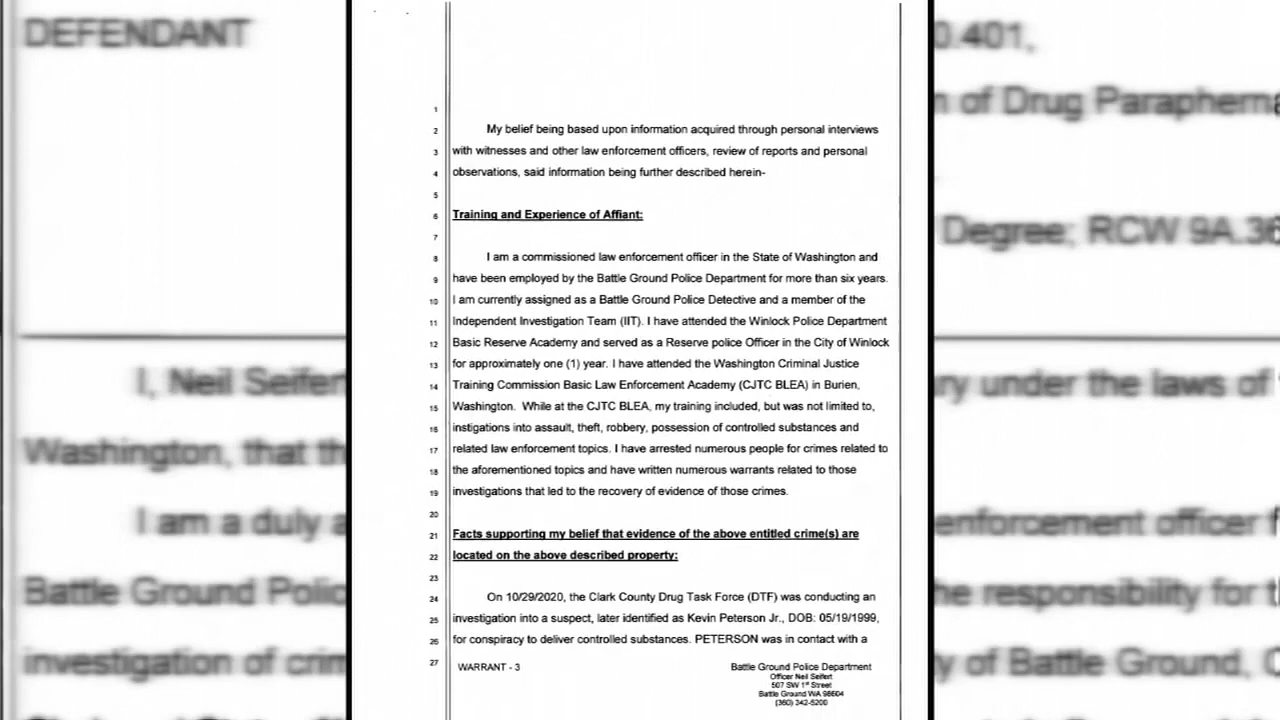 DEFENDANT
0.401,
n of Drug Paraphern
Degree; RCW 9A.36
I, Neil Seifert
ry under the laws of
Washington, that th
I am a duly a
enforcement officer f
Battle Ground Polic
he responsibility for t
investigation of crim
y of Battle Ground, C
1
2 My belief being based upon information acquired through personal interviews
3 with witnesses and other law enforcement officers, review of reports and personal
4 observations, said information being further described herein-
5
6 Training and Experience of Affiant:
7
8 I am a commissioned law enforcement officer in the State of Washington and
9 have been employed by the Battle Ground Police Department for more than six years.
10 I am currently assigned as a Battle Ground Police Detective and a member of the
11 Independent Investigation Team (IIT). I have attended the Winlock Police Department
12 Basic Reserve Academy and served as a Reserve police Officer in the City of Winlock
13 for approximately one (1) year. I have attended the Washington Criminal Justice
14 Training Commission Basic Law Enforcement Academy (CJTC BLEA) in Burien,
15 Washington. While at the CJTC BLEA, my training included, but was not limited to,
16 instigations into assault, theft, robbery, possession of controlled substances and
17 related law enforcement topics. I have arrested numerous people for crimes related to
18 the aforementioned topics and have written numerous warrants related to those
19 investigations that led to the recovery of evidence of those crimes.
20
21 Facts supporting my belief that evidence of the above entitled crime(s) are
22 located on the above described property:
23
24 On 10/29/2020, the Clark County Drug Task Force (DTF) was conducting an
25 investigation into a suspect, later identified as Kevin Peterson Jr., DOB: 05/19/1999,
26 for conspiracy to deliver controlled substances. PETERSON was in contact with a
27 WARRANT - 3
Battle Ground Police Department
Officer Neil Seifert
507 SW 1st Street
Battle Ground WA 98604
(360) 342-5200